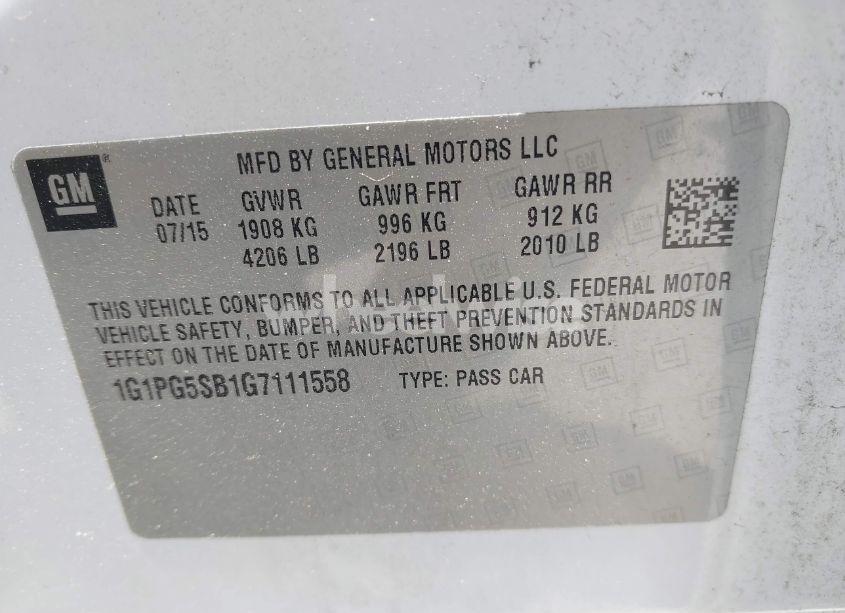 GM
MFD BY GENERAL MOTORS LLC
DATE GVWR GAWR FRT GAWR RR
07/15 1908 KG 996 KG 912 KG
4206 LB 2196 LB 2010 LB
THIS VEHICLE CONFORMS TO ALL APPLICABLE U.S. FEDERAL MOTOR
VEHICLE SAFETY, BUMPER, AND THEFT PREVENTION STANDARDS IN
EFFECT ON THE DATE OF MANUFACTURE SHOWN ABOVE.
1G1PG5SB1G7111558 TYPE: PASS CAR